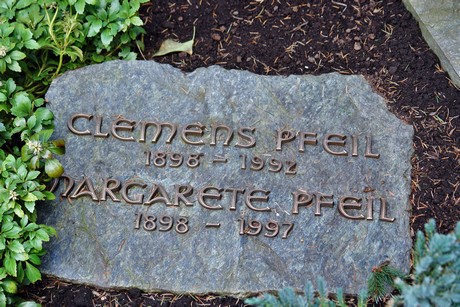 CLEMENS PFEIL
1898 - 1992
MARGARETE PFEIL
1898 - 1997